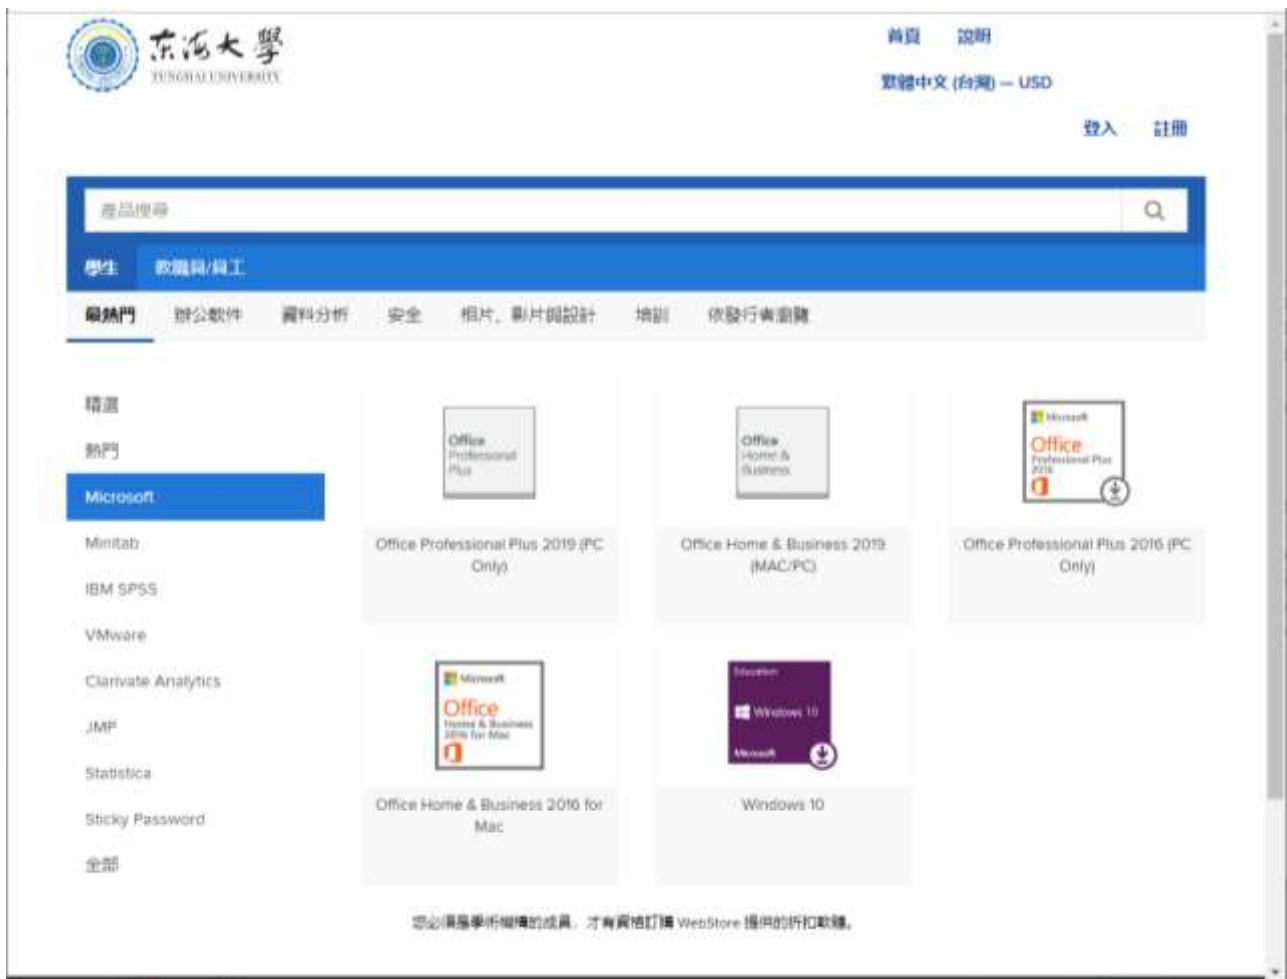 東海大學
TUNGHAI UNIVERSITY
首頁 說明
繁體中文 (台灣) — USD
登入 註冊
產品搜尋
學生 教職員/員工
最熱門 辦公軟件 資料分析 安全 相片、影片與設計 培訓 依發行者瀏覽
精選
熱門
Microsoft
Minitab
IBM SPSS
VMware
Clarivate Analytics
JMP
Statistica
Sticky Password
全部
Office
Professional
Plus
Office Professional Plus 2019 (PC
Only)
Office
Home &
Business
Office Home & Business 2019
(MAC/PC)
Microsoft
Office
Professional Plus
2016
Office Professional Plus 2016 (PC
Only)
Microsoft
Office
Home & Business
2016 for Mac
Office Home & Business 2016 for
Mac
Education
Windows 10
Microsoft
Windows 10
您必須是學術機構的成員，才有資格訂購 WebStore 提供的折扣軟體。